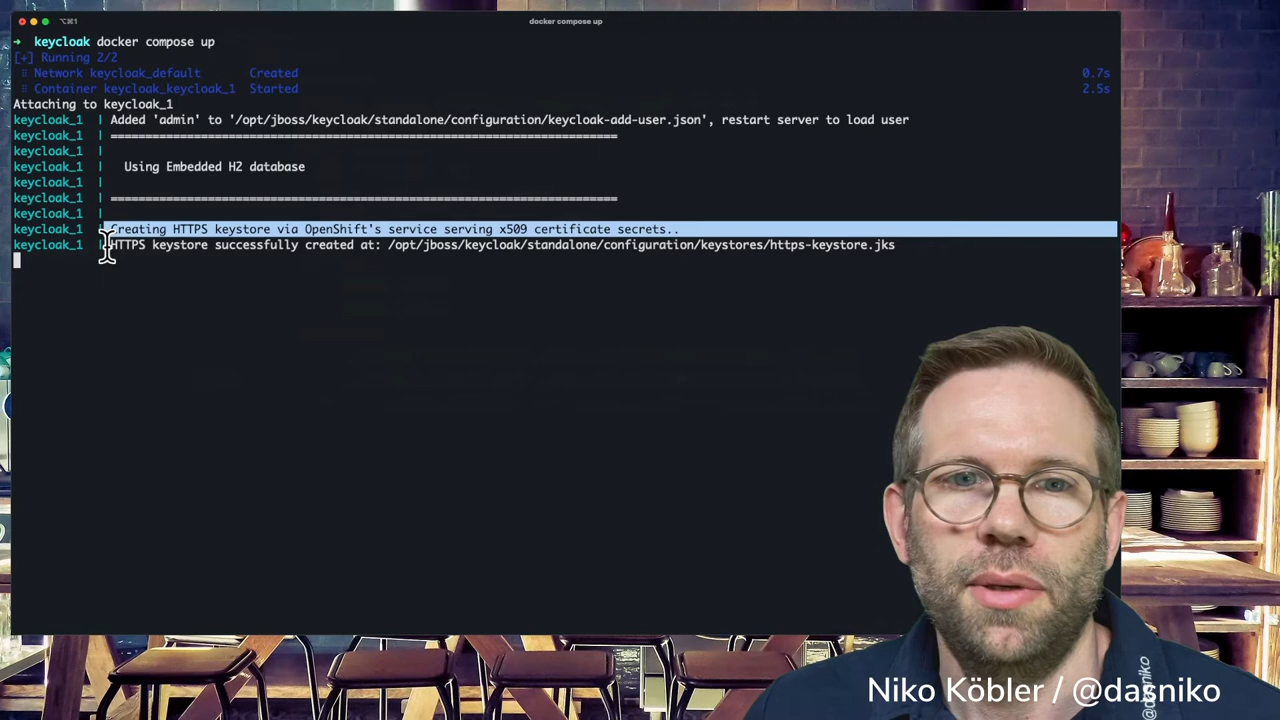 ⌥⌘1
docker compose up
→ keycloak docker compose up
[+] Running 2/2
⠿ Network keycloak_default Created 0.7s
⠿ Container keycloak_keycloak_1 Started 2.5s
Attaching to keycloak_1
keycloak_1 | Added 'admin' to '/opt/jboss/keycloak/standalone/configuration/keycloak-add-user.json', restart server to load user
keycloak_1 | =========================================================================
keycloak_1 |
keycloak_1 | Using Embedded H2 database
keycloak_1 |
keycloak_1 | =========================================================================
keycloak_1 |
keycloak_1 | Creating HTTPS keystore via OpenShift's service serving x509 certificate secrets..
keycloak_1 | HTTPS keystore successfully created at: /opt/jboss/keycloak/standalone/configuration/keystores/https-keystore.jks
@dasniko
Niko Köbler / @dasniko